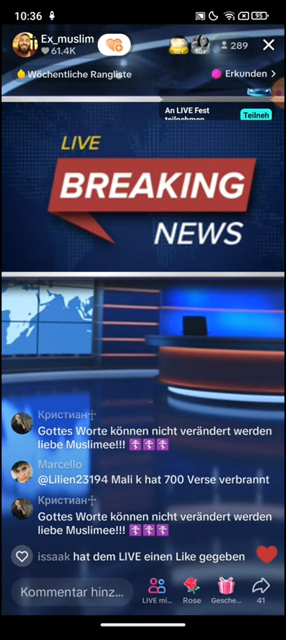 10:36
95
Ex_muslim
61.4K
289
Wöchentliche Rangliste
Erkunden >
An LIVE Fest
teilnehmen
Teilneh
LIVE
BREAKING
NEWS
Кристиан☦
Gottes Worte können nicht verändert werden
liebe Muslimee!!! ☦️☦️☦️
Marcello
@Lilien23194 Mali k hat 700 Verse verbrannt
Кристиан☦
Gottes Worte können nicht verändert werden
liebe Muslimee!!! ☦️☦️☦️
issaak hat dem LIVE einen Like gegeben
Kommentar hinz...
LIVE mi...
Rose
Gesche...
41